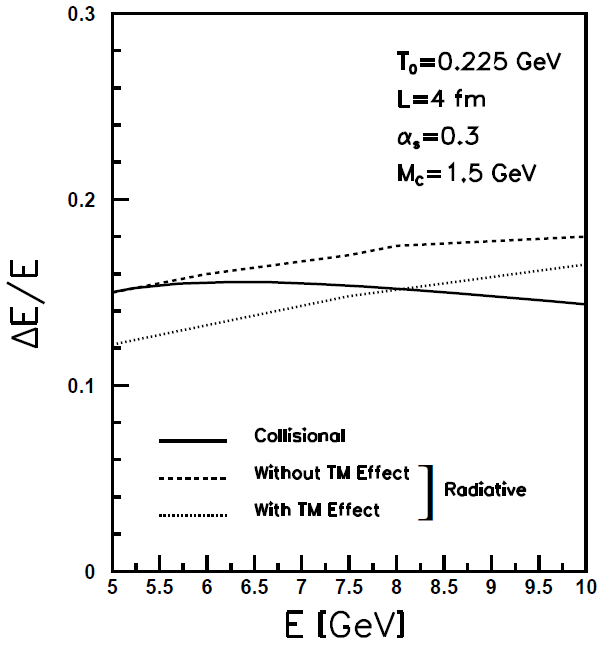 0.3
T₀=0.225 GeV
L=4 fm
αₛ=0.3
M_C=1.5 GeV
0.2
ΔE/E
0.1
Collisional
Without TM Effect
Radiative
With TM Effect
0
5 5.5 6 6.5 7 7.5 8 8.5 9 9.5 10
E [GeV]